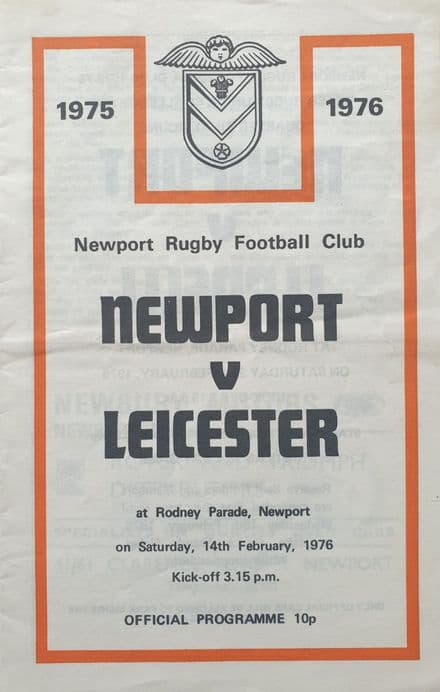 1975 1976
Newport Rugby Football Club
NEWPORT
v
LEICESTER
at Rodney Parade, Newport
on Saturday, 14th February, 1976
Kick-off 3.15 p.m.
OFFICIAL PROGRAMME 10p